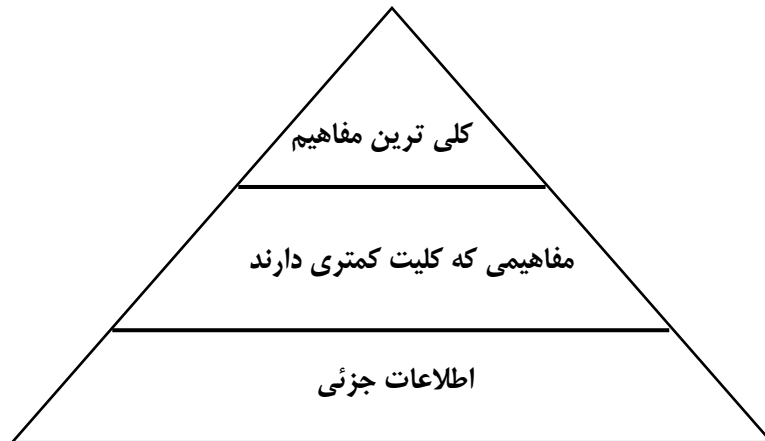 کلی ترین مفاهیم
مفاهیمی که کلیت کمتری دارند
اطلاعات جزئی